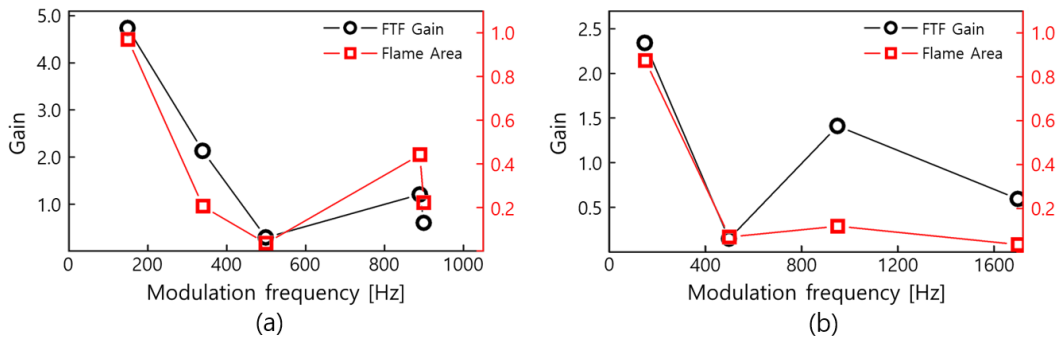 5.0
4.0
3.0
2.0
1.0
Gain
FTF Gain
Flame Area
1.0
0.8
0.6
0.4
0.2
0 200 400 600 800 1000
Modulation frequency [Hz]
(a)
2.5
2.0
1.5
1.0
0.5
Gain
FTF Gain
Flame Area
1.0
0.8
0.6
0.4
0.2
0 400 800 1200 1600
Modulation frequency [Hz]
(b)